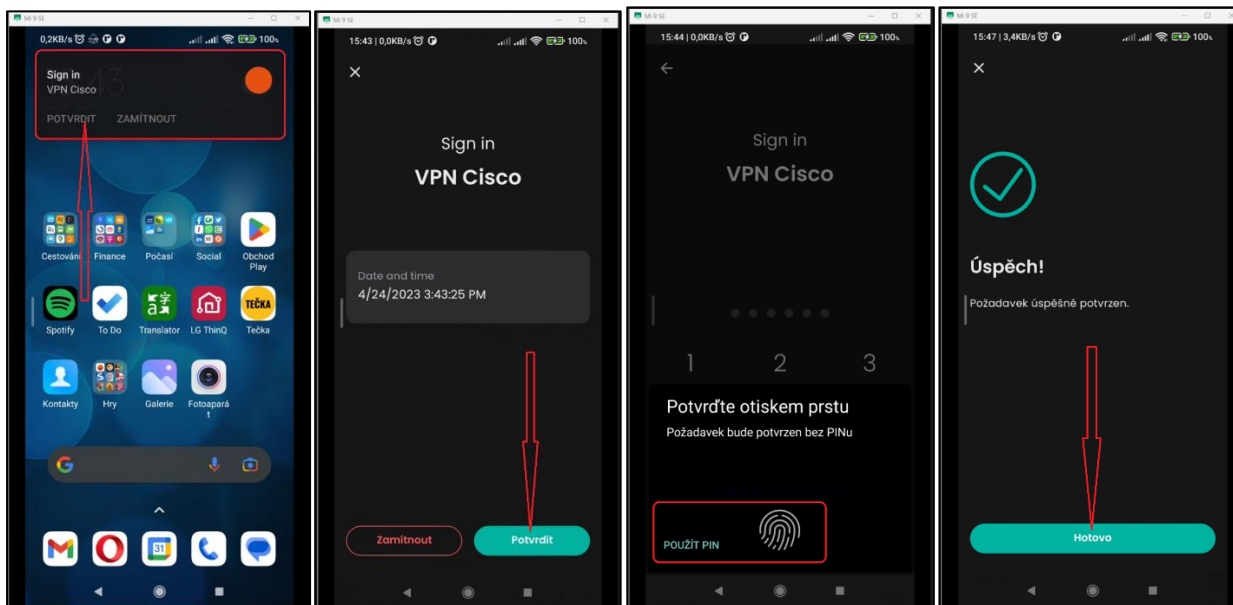 Mi 9 SE
0,2KB/s 100%
Sign in
VPN Cisco
POTVRDIT ZAMÍTNOUT
Cestování Finance Počasí Social Obchod Play
TEČKA
Spotify To Do Translator LG ThinQ Tečka
Kontakty Hry Galerie Fotoaparát
31
Mi 9 SE
15:43 | 0,0KB/s 100%
Sign in
VPN Cisco
Date and time
4/24/2023 3:43:25 PM
Zamítnout Potvrdit
Mi 9 SE
15:44 | 0,0KB/s 100%
Sign in
VPN Cisco
1 2 3
Potvrďte otiskem prstu
Požadavek bude potvrzen bez PINu
POUŽÍT PIN
Mi 9 SE
15:47 | 3,4KB/s 100%
Úspěch!
Požadavek úspěšně potvrzen.
Hotovo